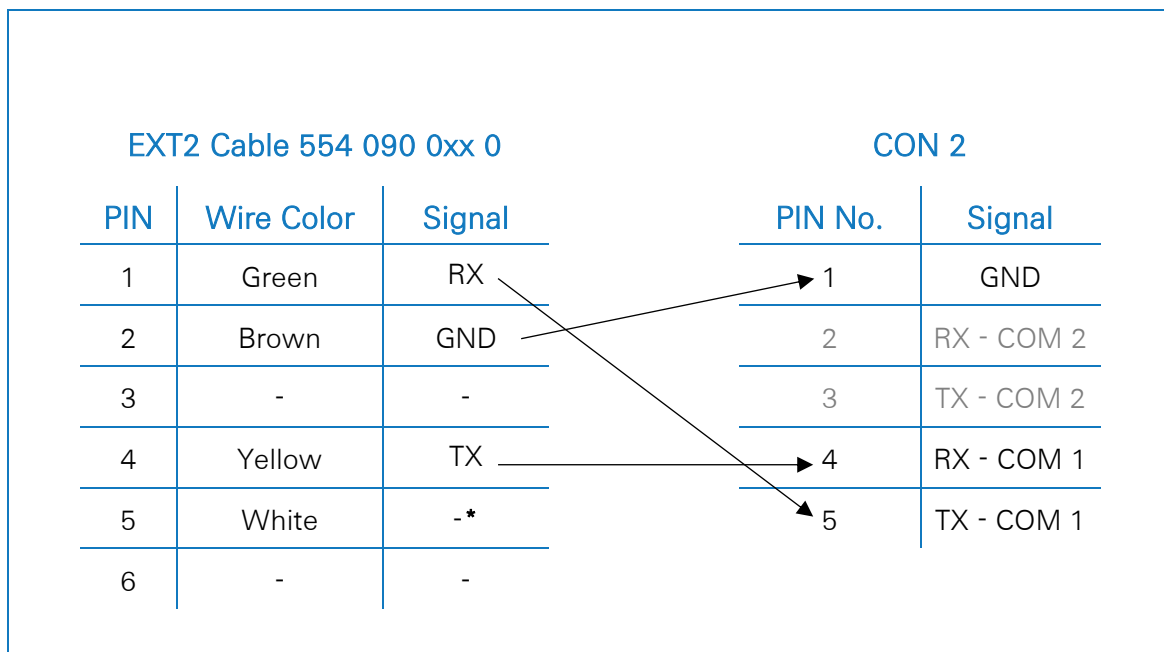 EXT2 Cable 554 090 0xx 0 CON 2
PIN Wire Color Signal PIN No. Signal
1 Green RX 1 GND
2 Brown GND 2 RX - COM 2
3 - - 3 TX - COM 2
4 Yellow TX 4 RX - COM 1
5 White -* 5 TX - COM 1
6 - -